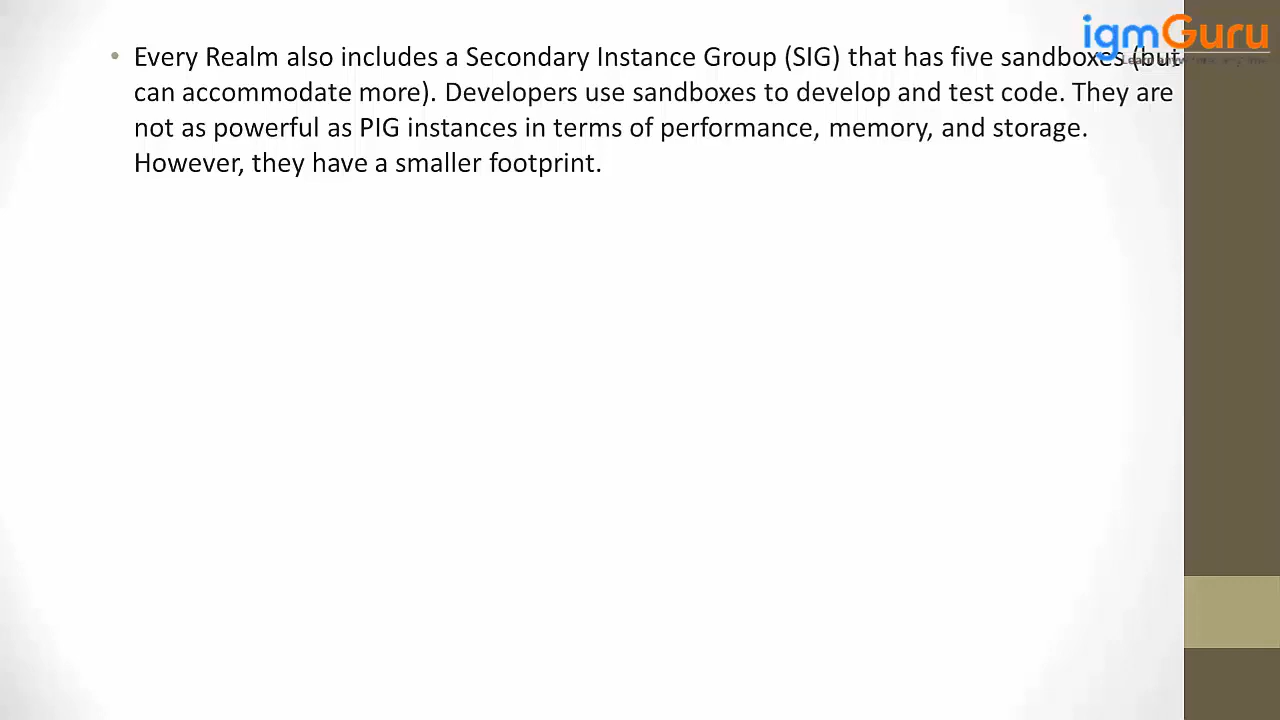 igmGuru
• Every Realm also includes a Secondary Instance Group (SIG) that has five sandboxes (but
can accommodate more). Developers use sandboxes to develop and test code. They are
not as powerful as PIG instances in terms of performance, memory, and storage.
However, they have a smaller footprint.